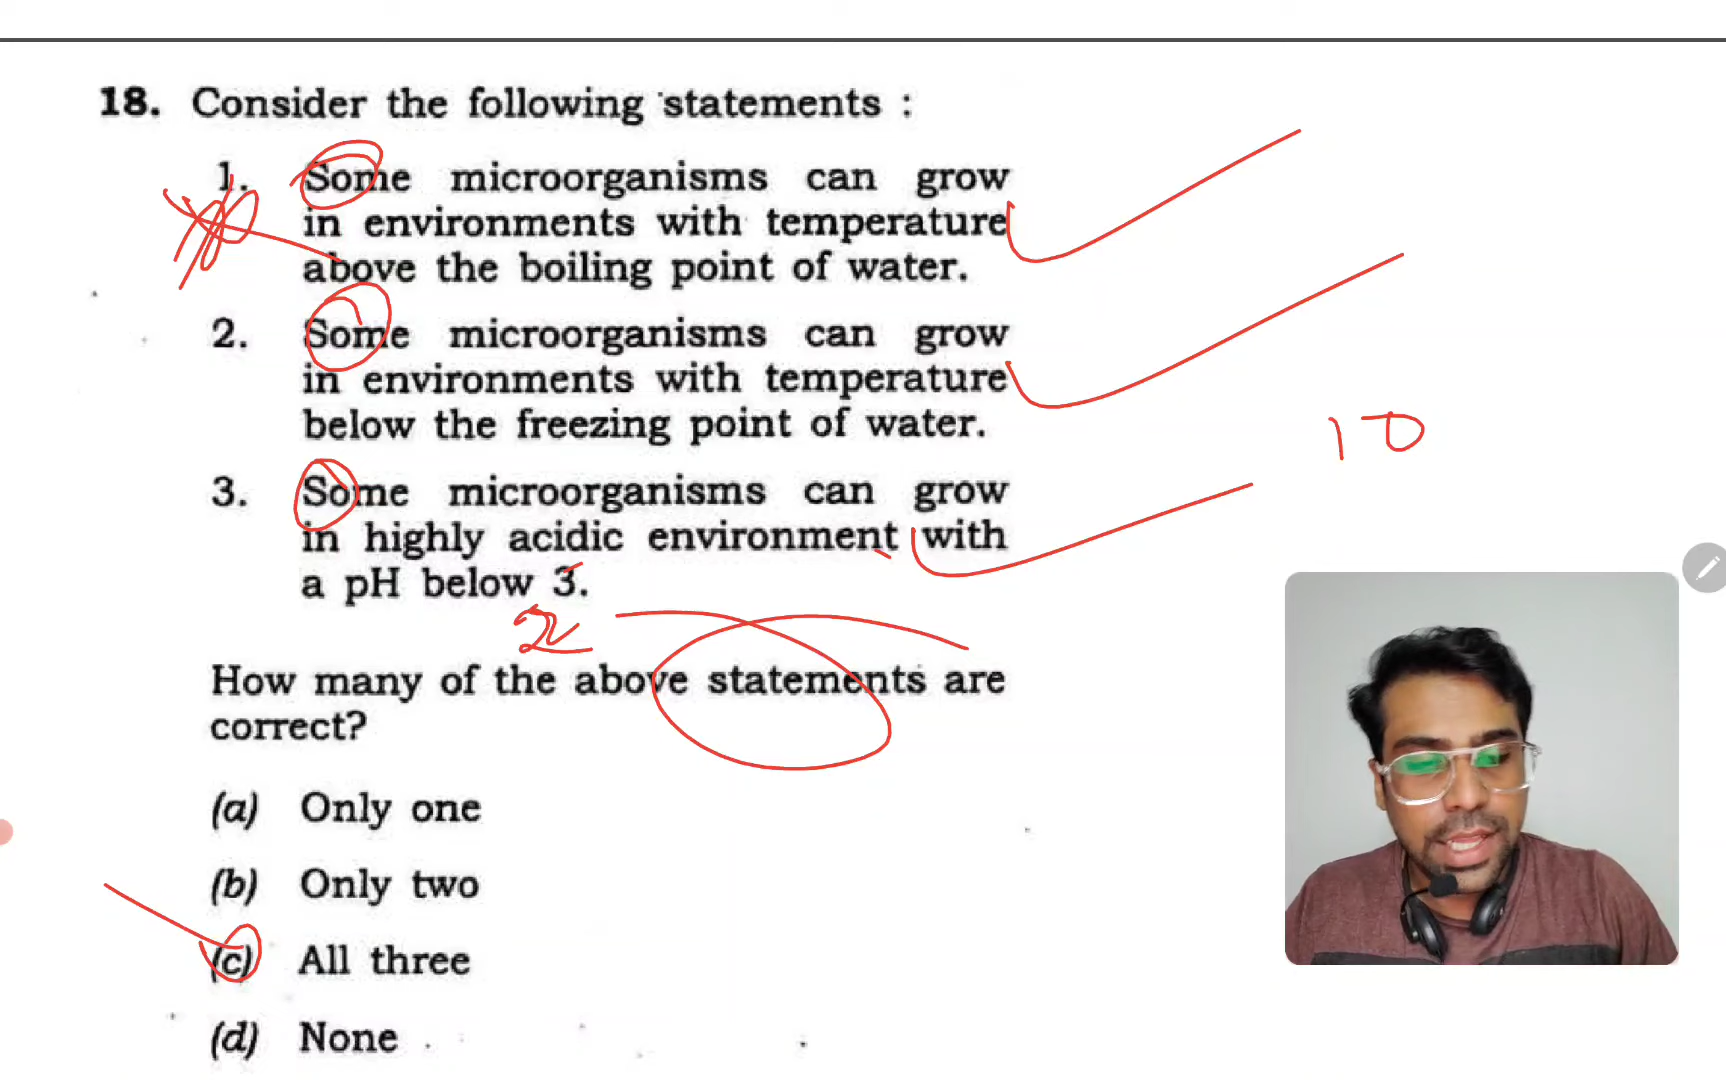 18. Consider the following statements :
1. Some microorganisms can grow
in environments with temperature
above the boiling point of water.
2. Some microorganisms can grow
in environments with temperature
below the freezing point of water.
10
3. Some microorganisms can grow
in highly acidic environment with
a pH below 3.
2
How many of the above statements are
correct?
(a) Only one
(b) Only two
(c) All three
(d) None